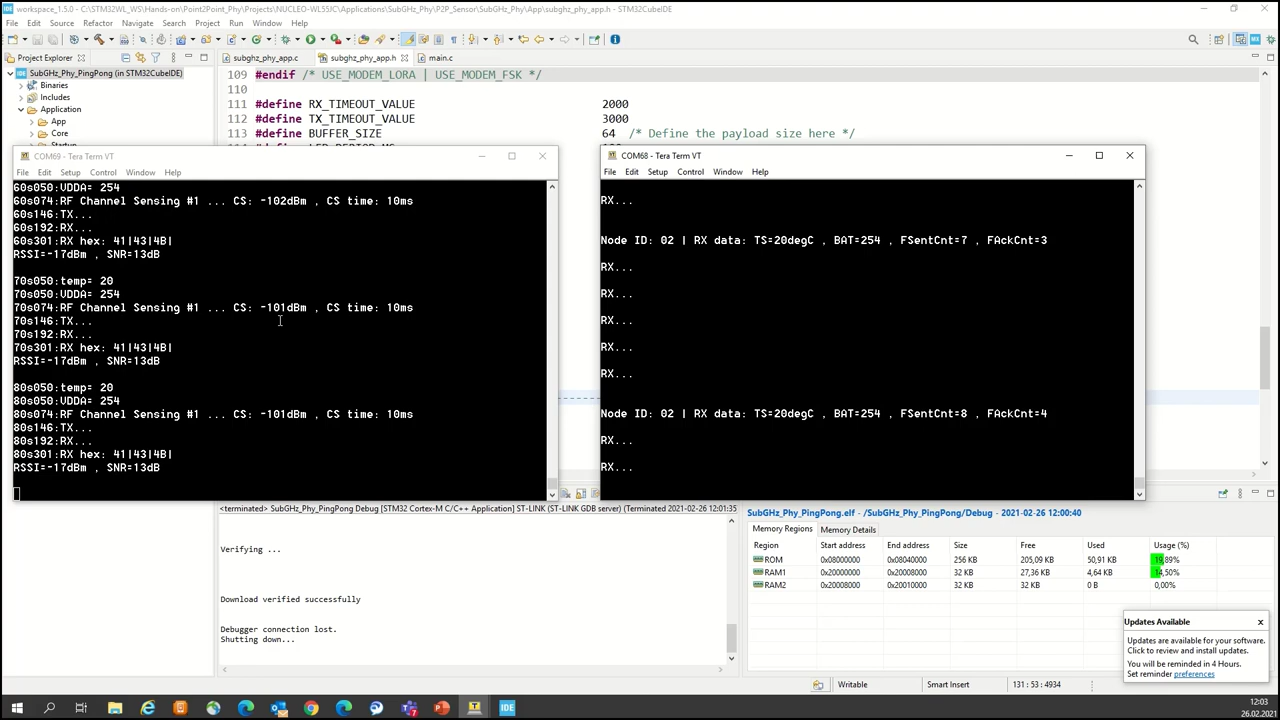 workspace_1.5.0 - C:\STM32WL_WS\Hands-on\Point2Point_Phy\Projects\NUCLEO-WL55JC\Applications\SubGHz_Phy\P2P_Sensor\SubGHz_Phy\App\subghz_phy_app.h - STM32CubeIDE
File Edit Source Refactor Navigate Search Project Run Window Help
Project Explorer
subghz_phy_app.c
subghz_phy_app.h
main.c
SubGHz_Phy_PingPong (in STM32CubeIDE)
Binaries
Includes
Application
App
Core
109 #endif /* USE_MODEM_LORA | USE_MODEM_FSK */
110
111 #define RX_TIMEOUT_VALUE 2000
112 #define TX_TIMEOUT_VALUE 3000
113 #define BUFFER_SIZE 64 /* Define the payload size here */
COM69 - Tera Term VT
File Edit Setup Control Window Help
60s050:VDDA= 254
60s074:RF Channel Sensing #1 ... CS: -102dBm , CS time: 10ms
60s146:TX...
60s192:RX...
60s301:RX hex: 41|43|4B|
RSSI=-17dBm , SNR=13dB
70s050:temp= 20
70s050:VDDA= 254
70s074:RF Channel Sensing #1 ... CS: -101dBm , CS time: 10ms
70s146:TX...
70s192:RX...
70s301:RX hex: 41|43|4B|
RSSI=-17dBm , SNR=13dB
80s050:temp= 20
80s050:VDDA= 254
80s074:RF Channel Sensing #1 ... CS: -101dBm , CS time: 10ms
80s146:TX...
80s192:RX...
80s301:RX hex: 41|43|4B|
RSSI=-17dBm , SNR=13dB
COM68 - Tera Term VT
File Edit Setup Control Window Help
RX...
Node ID: 02 | RX data: TS=20degC , BAT=254 , FSentCnt=7 , FAckCnt=3
RX...
RX...
RX...
RX...
RX...
Node ID: 02 | RX data: TS=20degC , BAT=254 , FSentCnt=8 , FAckCnt=4
RX...
RX...
<terminated> SubGHz_Phy_PingPong Debug [STM32 Cortex-M C/C++ Application] ST-LINK (ST-LINK GDB server) (Terminated 2021-02-26 12:01:35
Verifying ...
Download verified successfully
Debugger connection lost.
Shutting down...
SubGHz_Phy_PingPong.elf - /SubGHz_Phy_PingPong/Debug - 2021-02-26 12:00:40
Memory Regions Memory Details
Region Start address End address Size Free Used Usage (%)
ROM 0x08000000 0x08040000 256 KB 205,09 KB 50,91 KB 19,89%
RAM1 0x20000000 0x20008000 32 KB 27,36 KB 4,64 KB 14,50%
RAM2 0x20008000 0x20010000 32 KB 32 KB 0 B 0,00%
Updates Available x
Updates are available for your software.
Click to review and install updates.
You will be reminded in 4 Hours.
Set reminder preferences
Writable Smart Insert 131 : 53 : 4934
IDE
12:03
26.02.2021